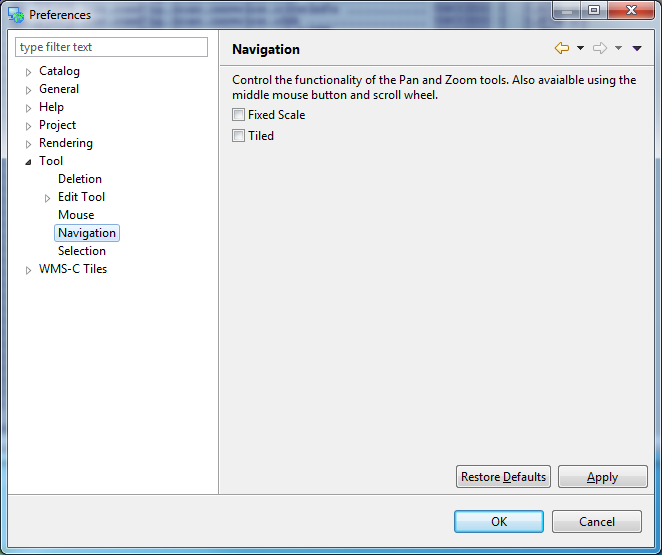 Preferences
type filter text
Catalog
General
Help
Project
Rendering
Tool
Deletion
Edit Tool
Mouse
Navigation
Selection
WMS-C Tiles
Navigation
Control the functionality of the Pan and Zoom tools. Also avaialble using the
middle mouse button and scroll wheel.
Fixed Scale
Tiled
Restore Defaults
Apply
OK
Cancel